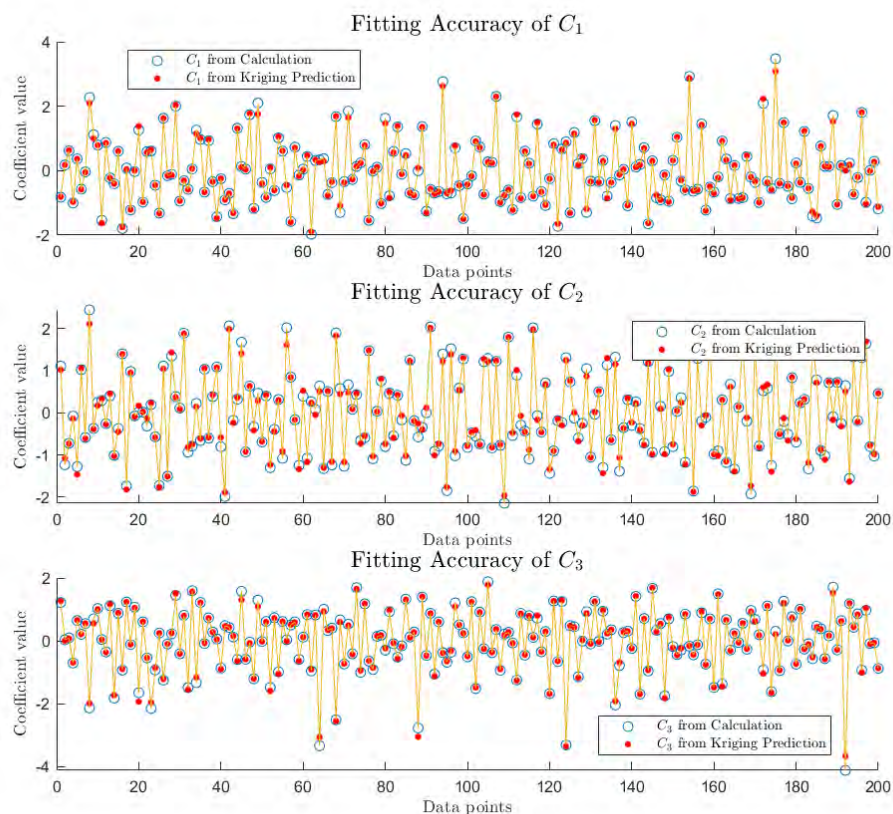 Fitting Accuracy of C1
4
2
0
-2
Coefficient value
C1 from Calculation
C1 from Kriging Prediction
0 20 40 60 80 100 120 140 160 180 200
Data points
Fitting Accuracy of C2
2
1
0
-1
-2
Coefficient value
C2 from Calculation
C2 from Kriging Prediction
0 20 40 60 80 100 120 140 160 180 200
Data points
Fitting Accuracy of C3
2
0
-2
-4
Coefficient value
C3 from Calculation
C3 from Kriging Prediction
0 20 40 60 80 100 120 140 160 180 200
Data points